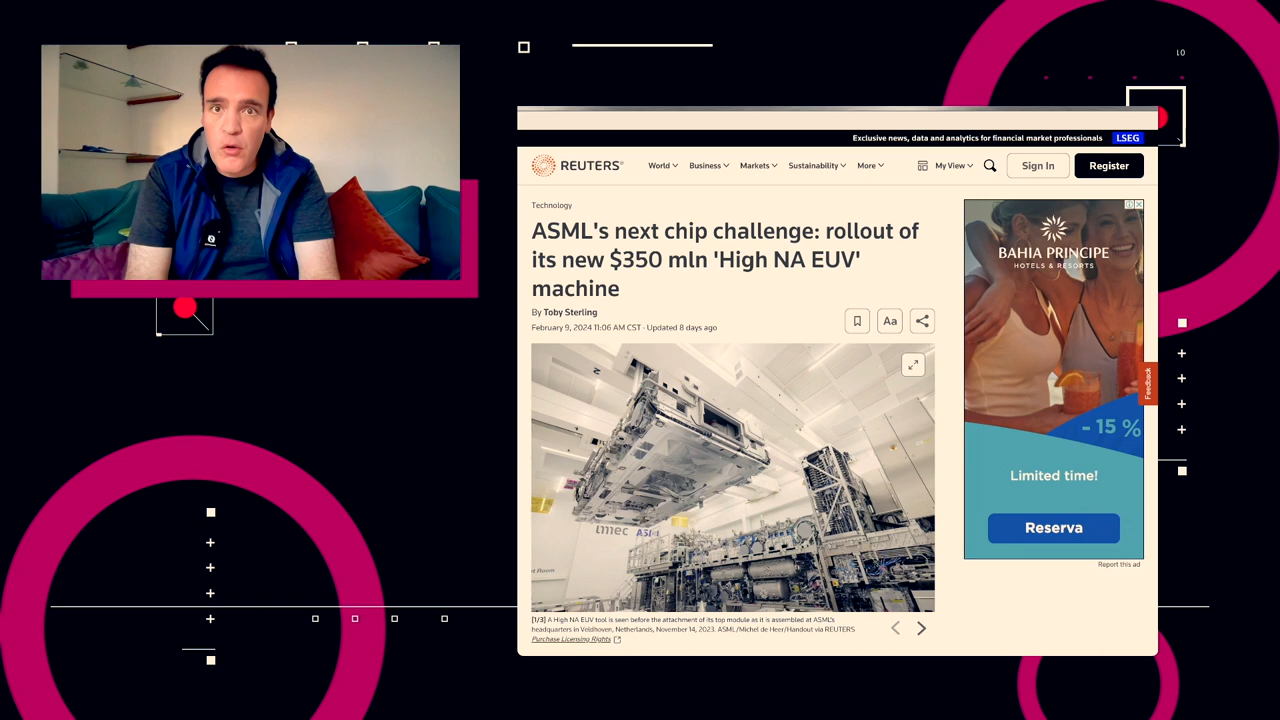 10
Exclusive news, data and analytics for financial market professionals LSEG
REUTERS®
World Business Markets Sustainability More My View Sign In Register
Technology
ASML's next chip challenge: rollout of
its new $350 mln 'High NA EUV'
machine
By Toby Sterling
February 9, 2024 11:06 AM CST · Updated 8 days ago
Aa
imec ASML
[1/3] A High NA EUV tool is seen before the attachment of its top module as it is assembled at ASML's
headquarters in Veldhoven, Netherlands, November 14, 2023. ASML/Michel de Heer/Handout via REUTERS
Purchase Licensing Rights
BAHIA PRINCIPE
HOTELS & RESORTS
- 15 %
Limited time!
Reserva
Report this ad
Feedback